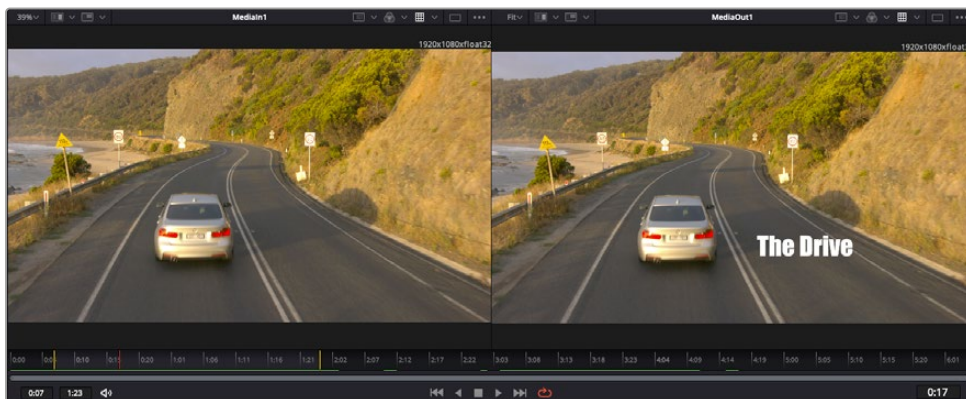 39% MediaIn1
Fit MediaOut1
1920x1080xfloat32
1920x1080xfloat32
The Drive
0:00 0:10 0:15 0:20 1:01 1:06 1:11 1:16 1:21 2:02 2:07 2:12 2:17 2:22 3:03 3:08 3:13 3:18 3:23 4:04 4:09 4:14 4:19 5:00 5:05 5:10 5:15 5:20 6:01
0:07 1:23 0:17